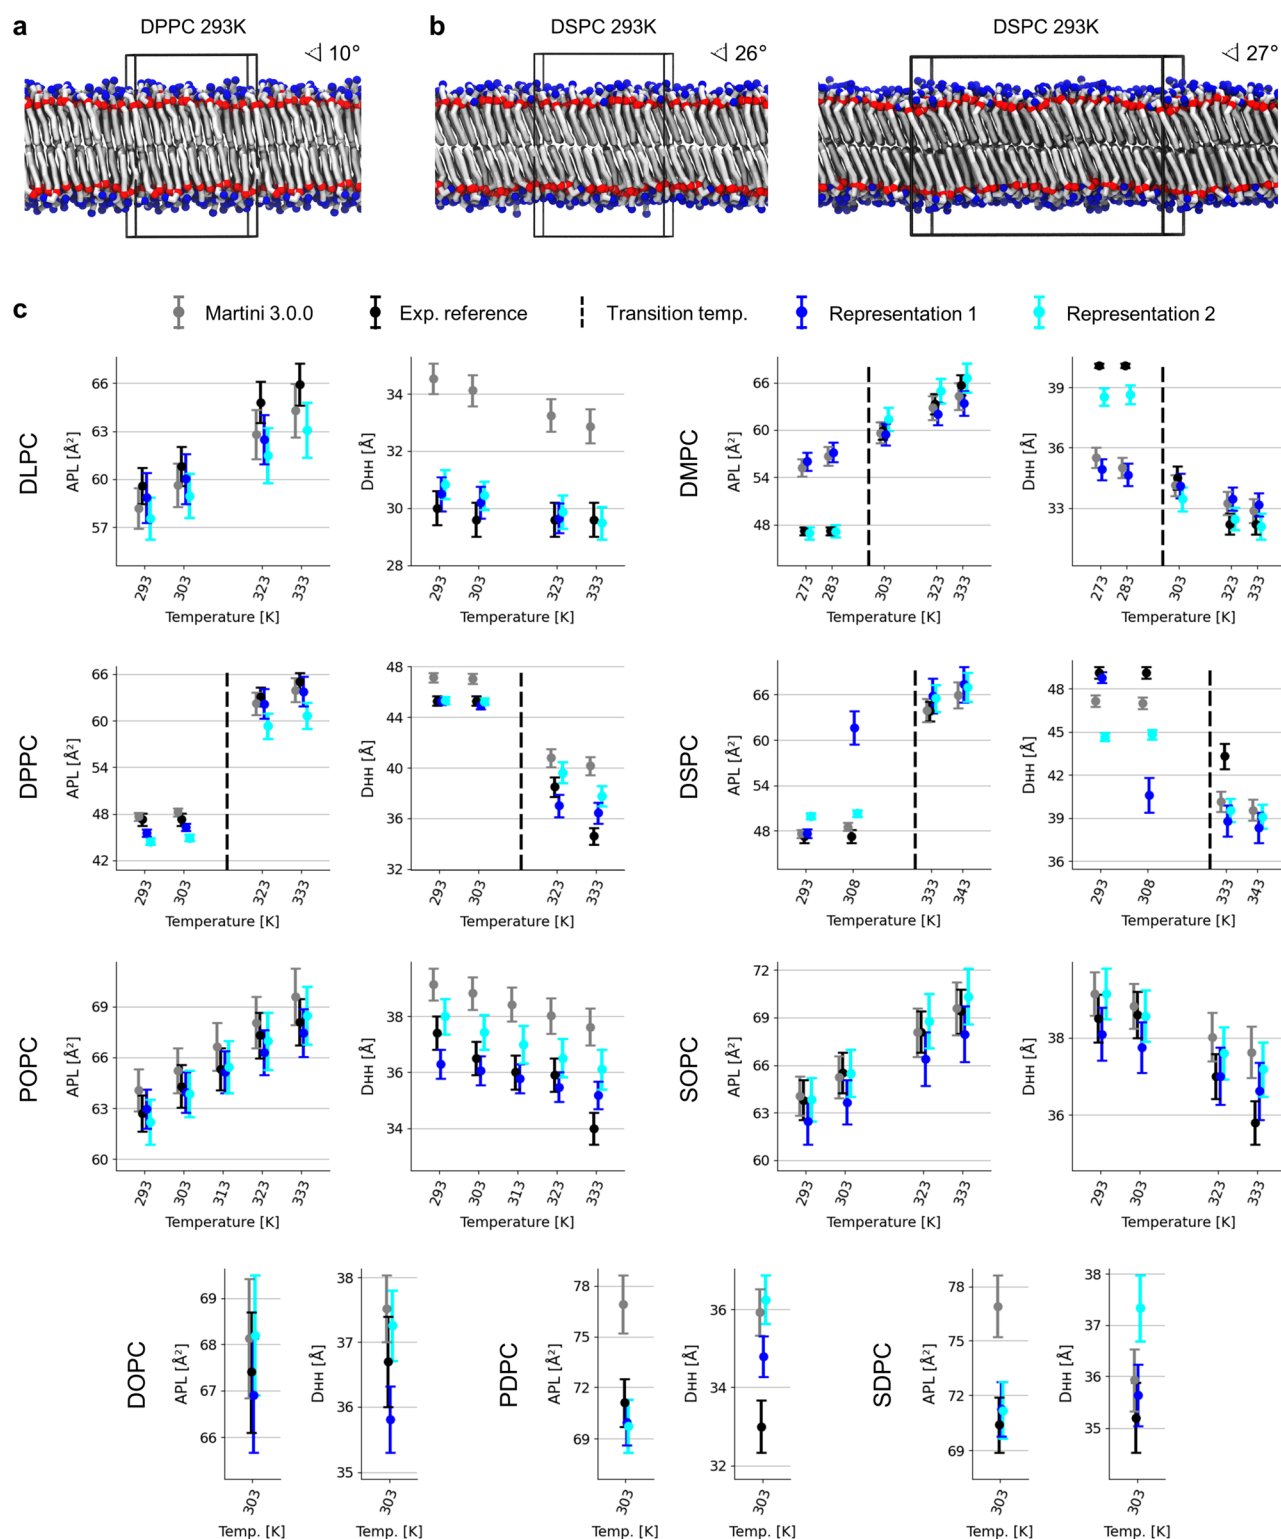 a
DPPC 293K
10°
b
DSPC 293K
26°
DSPC 293K
27°
c
Martini 3.0.0
Exp. reference
Transition temp.
Representation 1
Representation 2
DLPC
APL [Å²]
66
63
60
57
293
303
323
333
Temperature [K]
DHH [Å]
34
32
30
28
293
303
323
333
Temperature [K]
DMPC
APL [Å²]
66
60
54
48
273
283
303
323
333
Temperature [K]
DHH [Å]
39
36
33
273
283
303
323
333
Temperature [K]
DPPC
APL [Å²]
66
60
54
48
42
293
303
323
333
Temperature [K]
DHH [Å]
48
44
40
36
32
293
303
323
333
Temperature [K]
DSPC
APL [Å²]
66
60
54
48
293
308
333
343
Temperature [K]
DHH [Å]
48
44
40
36
293
308
333
343
Temperature [K]
POPC
APL [Å²]
69
66
63
60
293
303
313
323
333
Temperature [K]
DHH [Å]
38
36
34
293
303
313
323
333
Temperature [K]
SOPC
APL [Å²]
72
69
66
63
60
293
303
323
333
Temperature [K]
DHH [Å]
38
36
293
303
323
333
Temperature [K]
DOPC
APL [Å²]
69
68
67
66
303
Temp. [K]
DHH [Å]
38
37
36
35
303
Temp. [K]
PDPC
APL [Å²]
78
75
72
69
303
Temp. [K]
DHH [Å]
36
34
32
303
Temp. [K]
SDPC
APL [Å²]
78
75
72
69
303
Temp. [K]
DHH [Å]
38
37
36
35
303
Temp. [K]